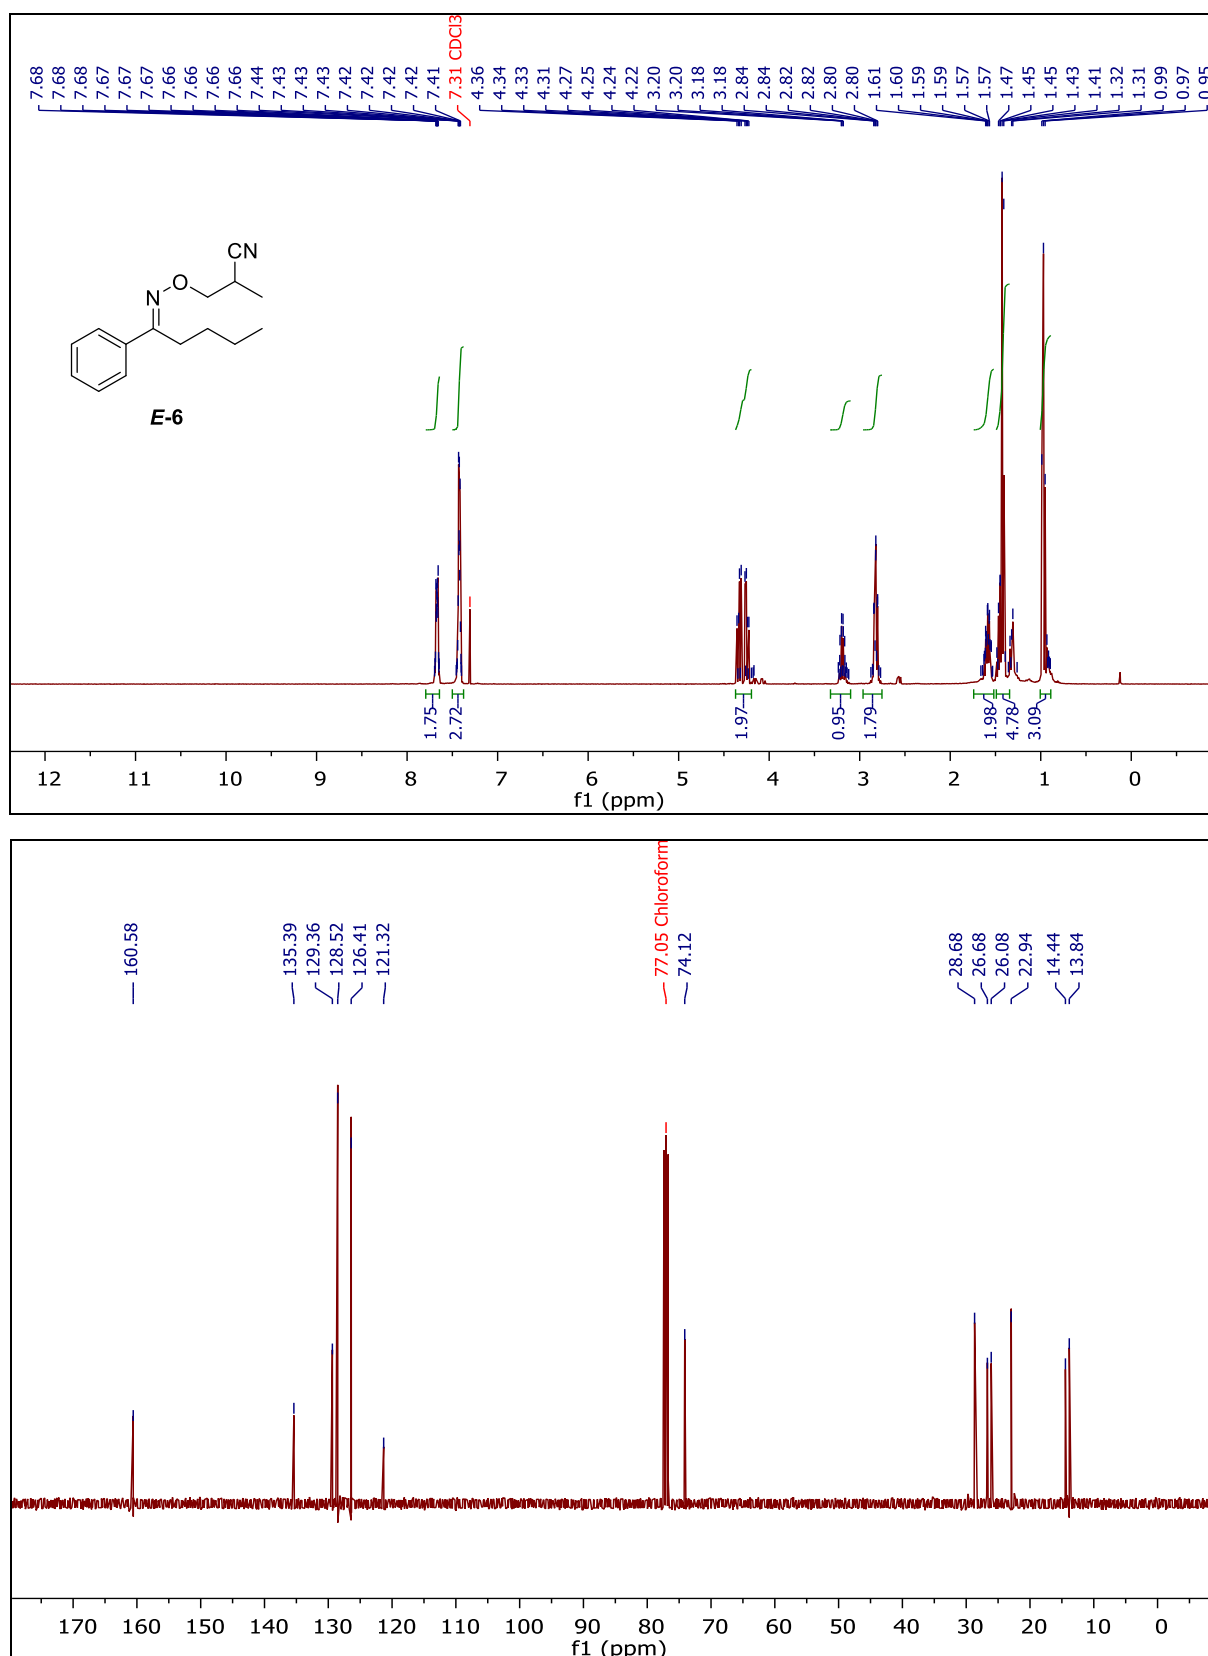 7.68 7.68 7.68 7.67 7.67 7.67 7.66 7.66 7.66 7.66 7.44 7.43 7.43 7.43 7.42 7.42 7.42 7.42 7.41 7.31 CDCl3 4.36 4.34 4.33 4.31 4.27 4.25 4.24 4.22 3.20 3.20 3.18 3.18 2.84 2.84 2.82 2.82 2.80 2.80 1.61 1.60 1.59 1.59 1.57 1.57 1.47 1.45 1.45 1.43 1.41 1.32 1.31 0.99 0.97 0.95
CN
O
N
E-6
1.75 2.72 1.97 0.95 1.79 1.98 4.78 3.09
12 11 10 9 8 7 6 5 4 3 2 1 0
f1 (ppm)
160.58 135.39 129.36 128.52 126.41 121.32 77.05 Chloroform 74.12 28.68 26.68 26.08 22.94 14.44 13.84
170 160 150 140 130 120 110 100 90 80 70 60 50 40 30 20 10 0
f1 (ppm)